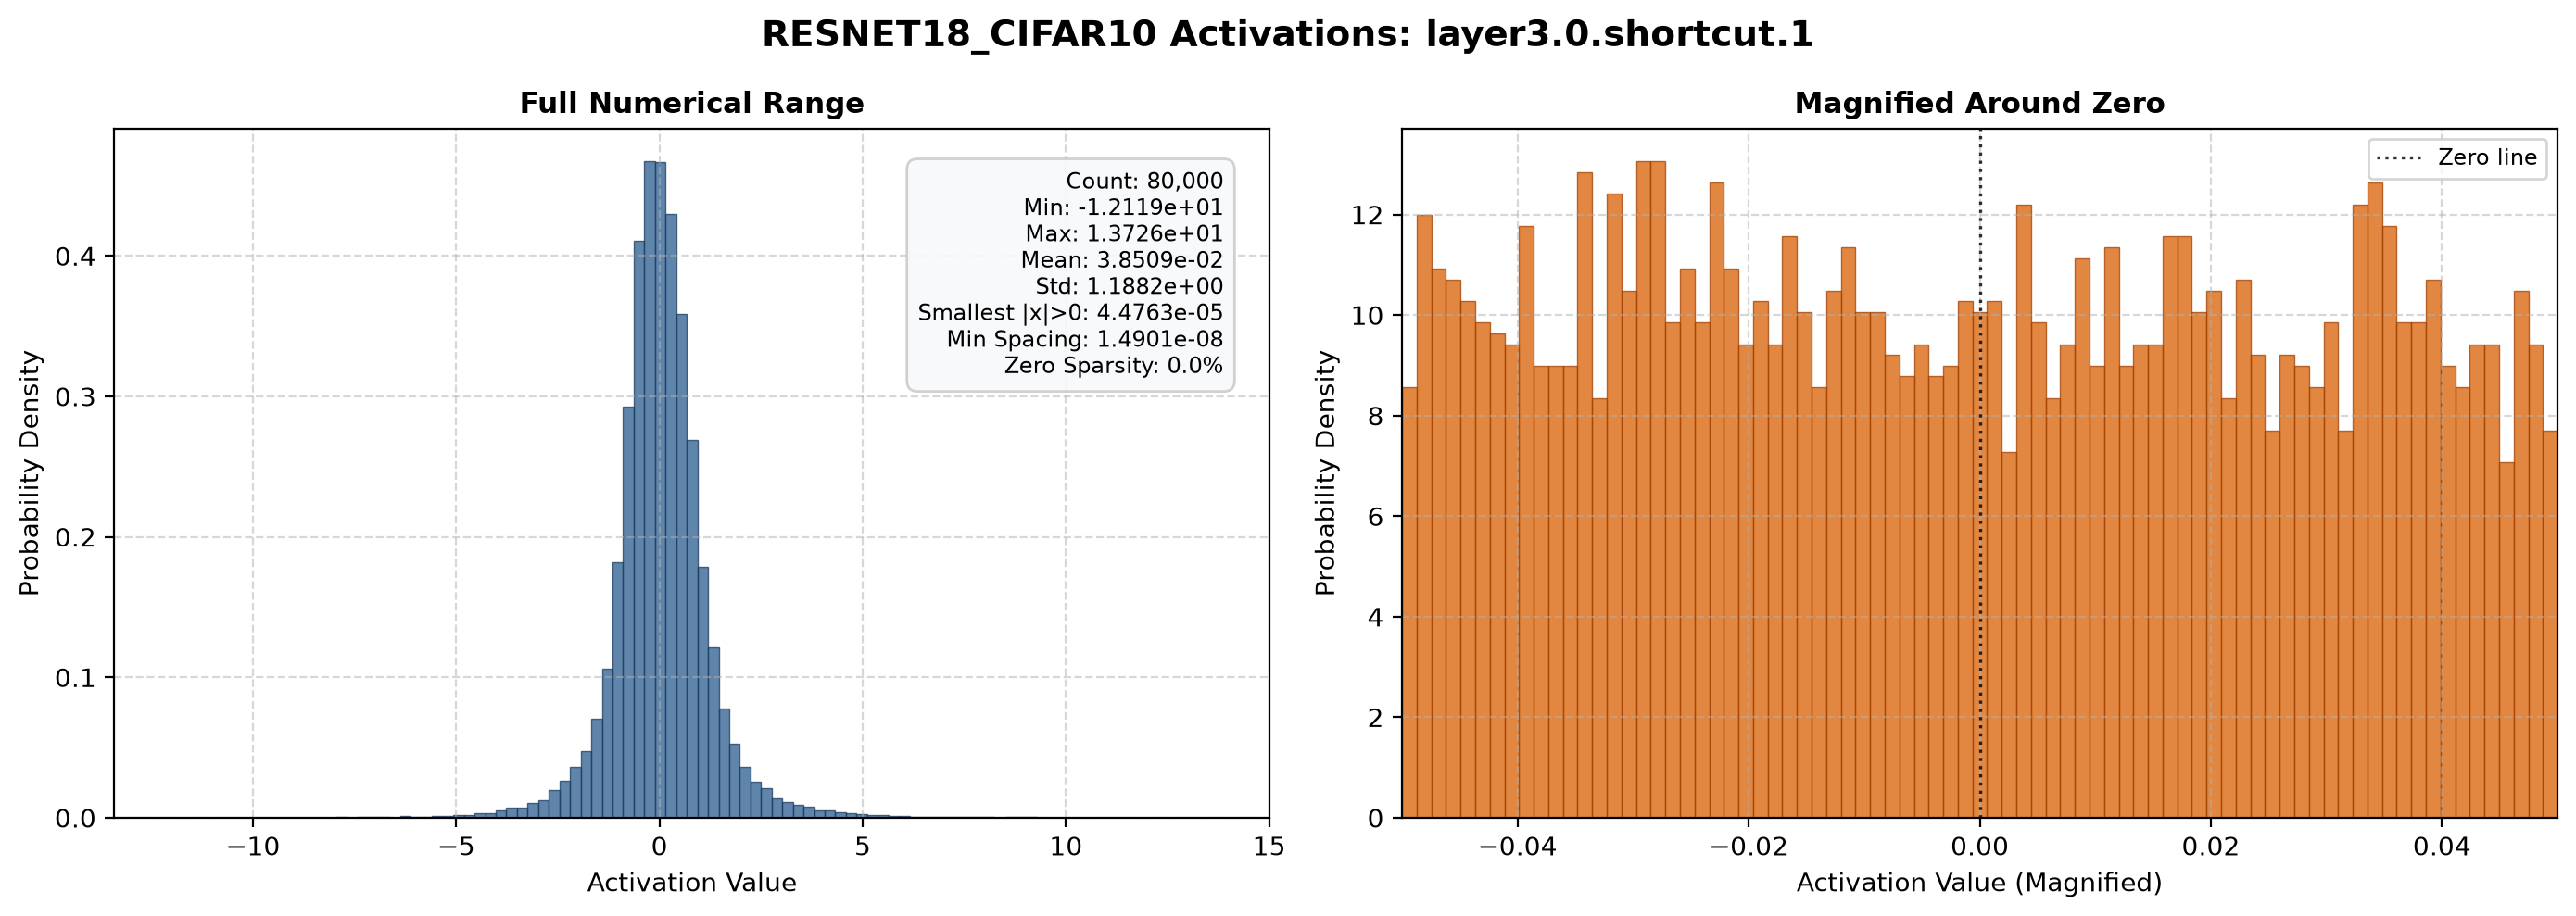 RESNET18_CIFAR10 Activations: layer3.0.shortcut.1
Full Numerical Range
Probability Density
0.4
0.3
0.2
0.1
0.0
Count: 80,000
Min: -1.2119e+01
Max: 1.3726e+01
Mean: 3.8509e-02
Std: 1.1882e+00
Smallest |x|>0: 4.4763e-05
Min Spacing: 1.4901e-08
Zero Sparsity: 0.0%
−10 −5 0 5 10 15
Activation Value
Magnified Around Zero
Probability Density
12
10
8
6
4
2
0
Zero line
−0.04 −0.02 0.00 0.02 0.04
Activation Value (Magnified)